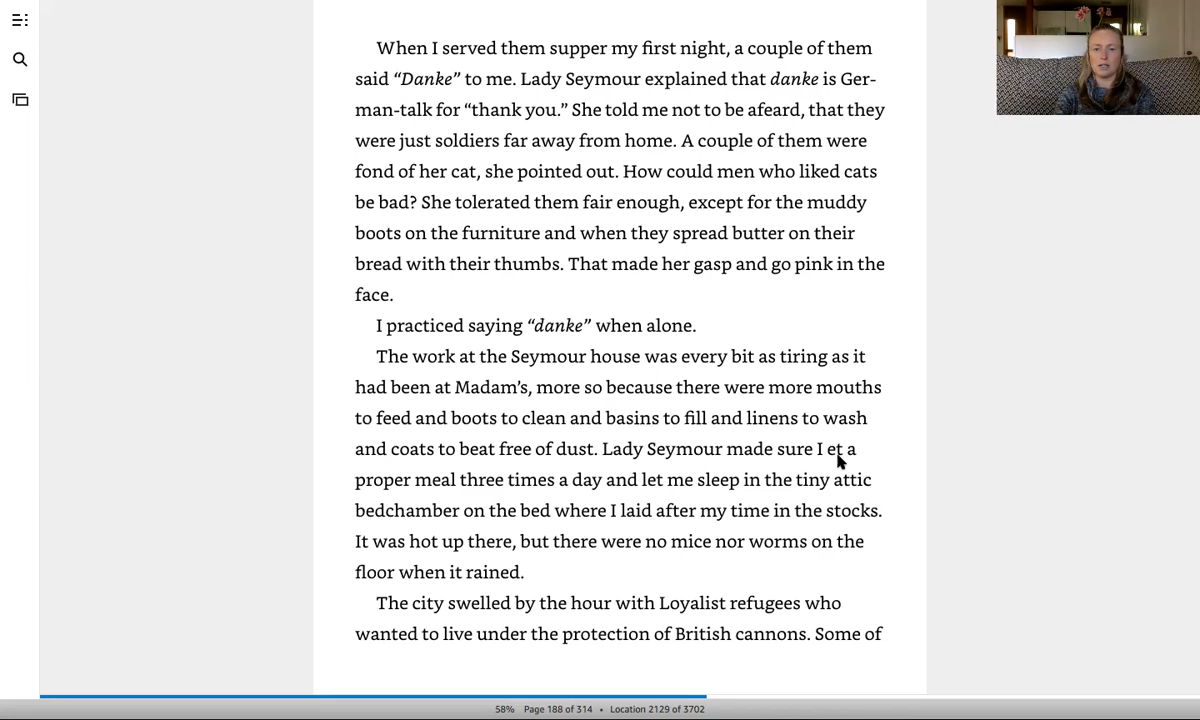 When I served them supper my first night, a couple of them
said “Danke” to me. Lady Seymour explained that danke is Ger-
man-talk for “thank you.” She told me not to be afeard, that they
were just soldiers far away from home. A couple of them were
fond of her cat, she pointed out. How could men who liked cats
be bad? She tolerated them fair enough, except for the muddy
boots on the furniture and when they spread butter on their
bread with their thumbs. That made her gasp and go pink in the
face.
I practiced saying “danke” when alone.
The work at the Seymour house was every bit as tiring as it
had been at Madam’s, more so because there were more mouths
to feed and boots to clean and basins to fill and linens to wash
and coats to beat free of dust. Lady Seymour made sure I et a
proper meal three times a day and let me sleep in the tiny attic
bedchamber on the bed where I laid after my time in the stocks.
It was hot up there, but there were no mice nor worms on the
floor when it rained.
The city swelled by the hour with Loyalist refugees who
wanted to live under the protection of British cannons. Some of
58% Page 188 of 314 • Location 2129 of 3702